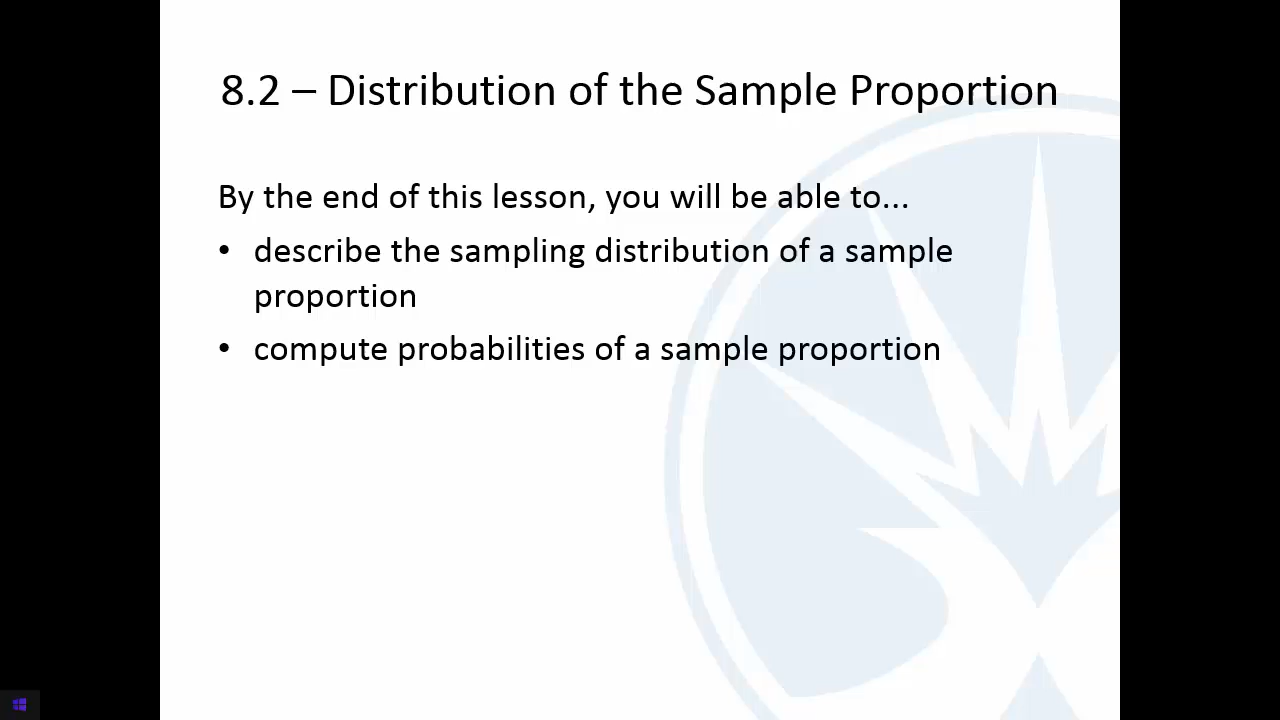 8.2 – Distribution of the Sample Proportion
By the end of this lesson, you will be able to...
• describe the sampling distribution of a sample
proportion
• compute probabilities of a sample proportion